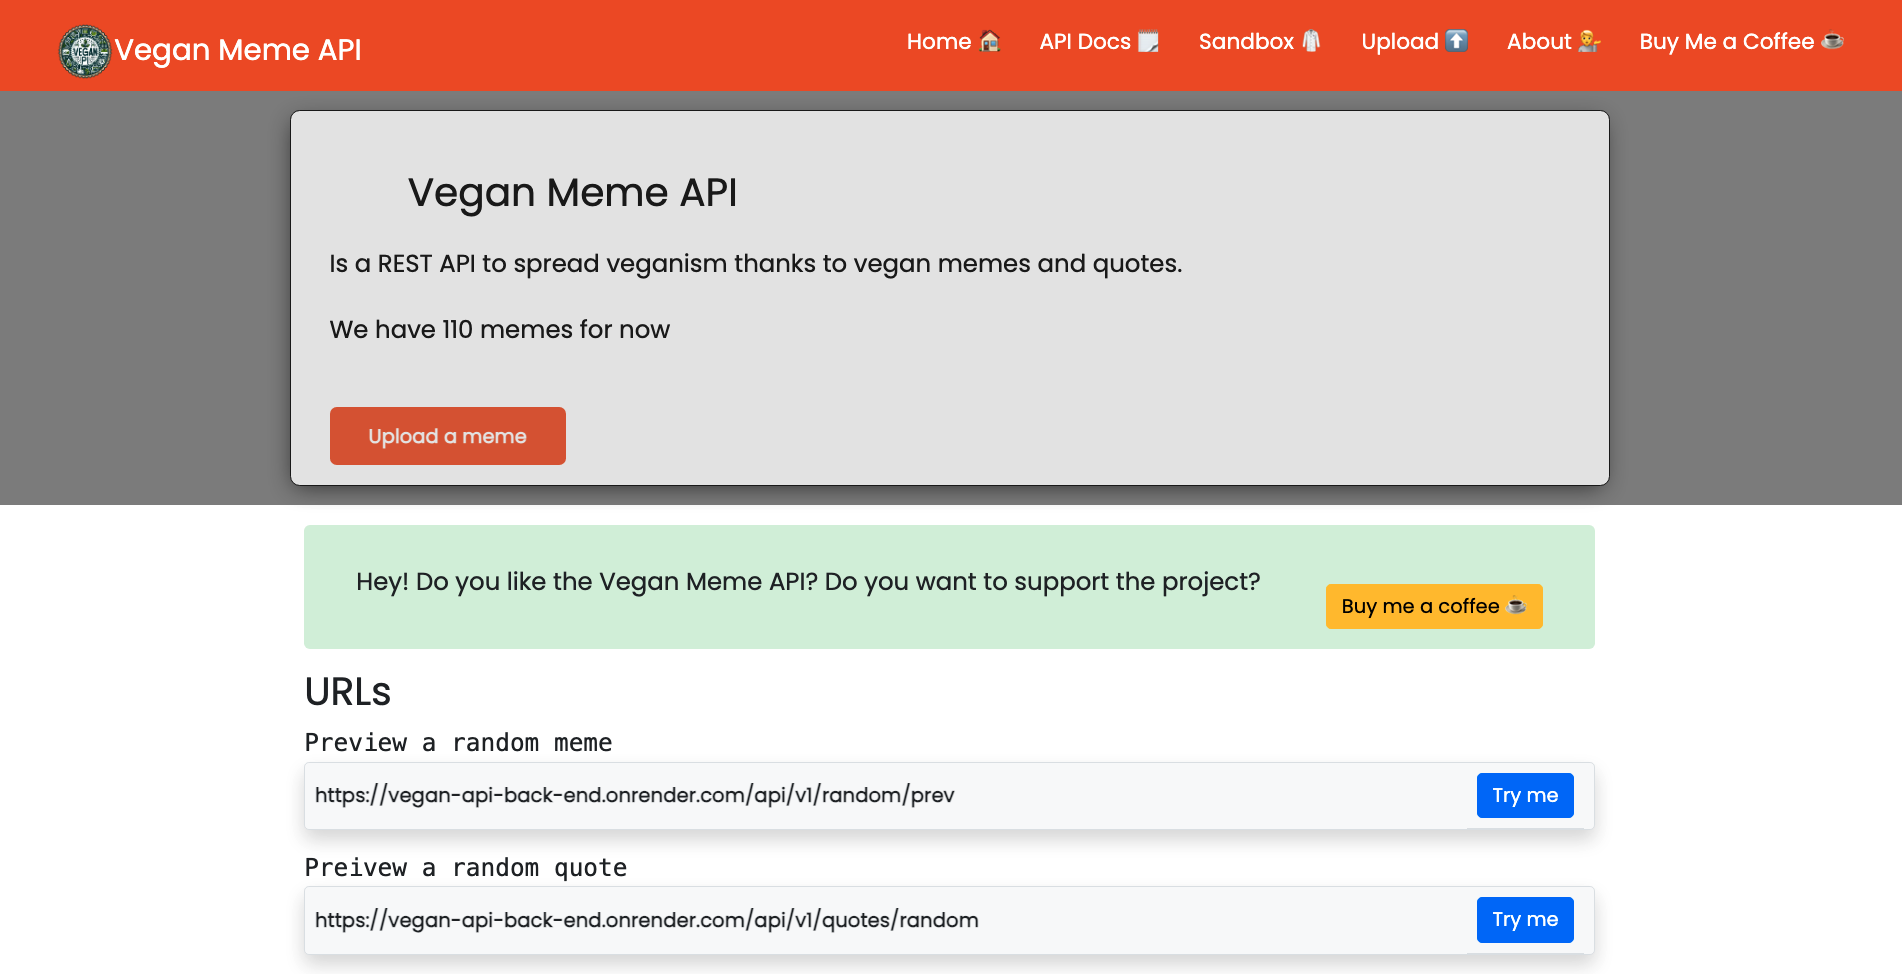 VEGAN
API
Vegan Meme API
Home 🏠
API Docs 🗒️
Sandbox 🥼
Upload ⬆️
About 💁‍♂️
Buy Me a Coffee ☕
Vegan Meme API
Is a REST API to spread veganism thanks to vegan memes and quotes.
We have 110 memes for now
Upload a meme
Hey! Do you like the Vegan Meme API? Do you want to support the project?
Buy me a coffee ☕
URLs
Preview a random meme
https://vegan-api-back-end.onrender.com/api/v1/random/prev
Try me
Preivew a random quote
https://vegan-api-back-end.onrender.com/api/v1/quotes/random
Try me